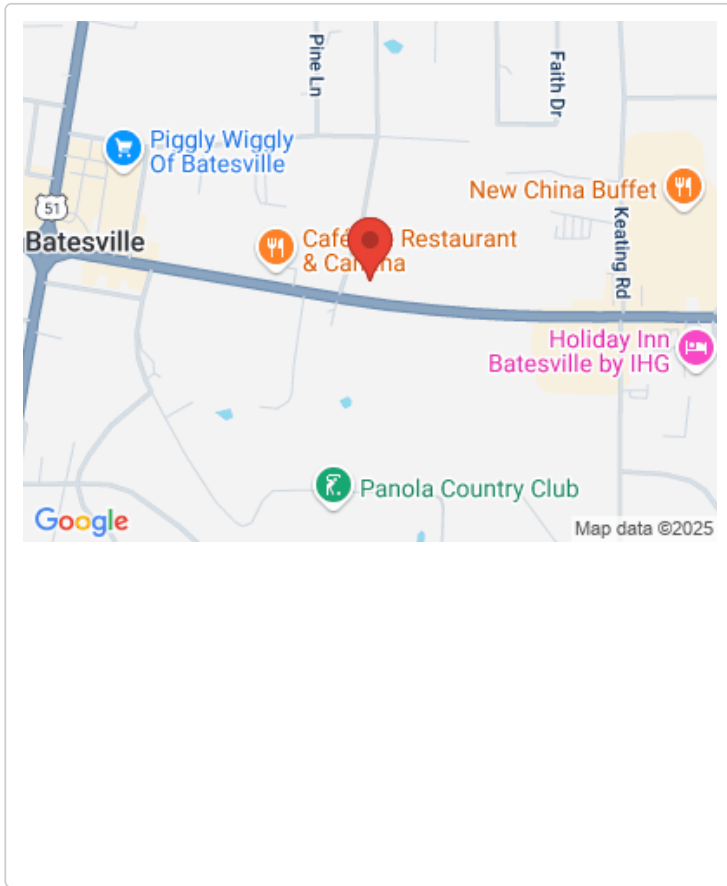 Pine Ln
Faith Dr
Piggly Wiggly
Of Batesville
New China Buffet
51
Batesville
Restaurant
&
Keating Rd
Holiday Inn
Batesville by IHG
Panola Country Club
Google
Map data ©2025